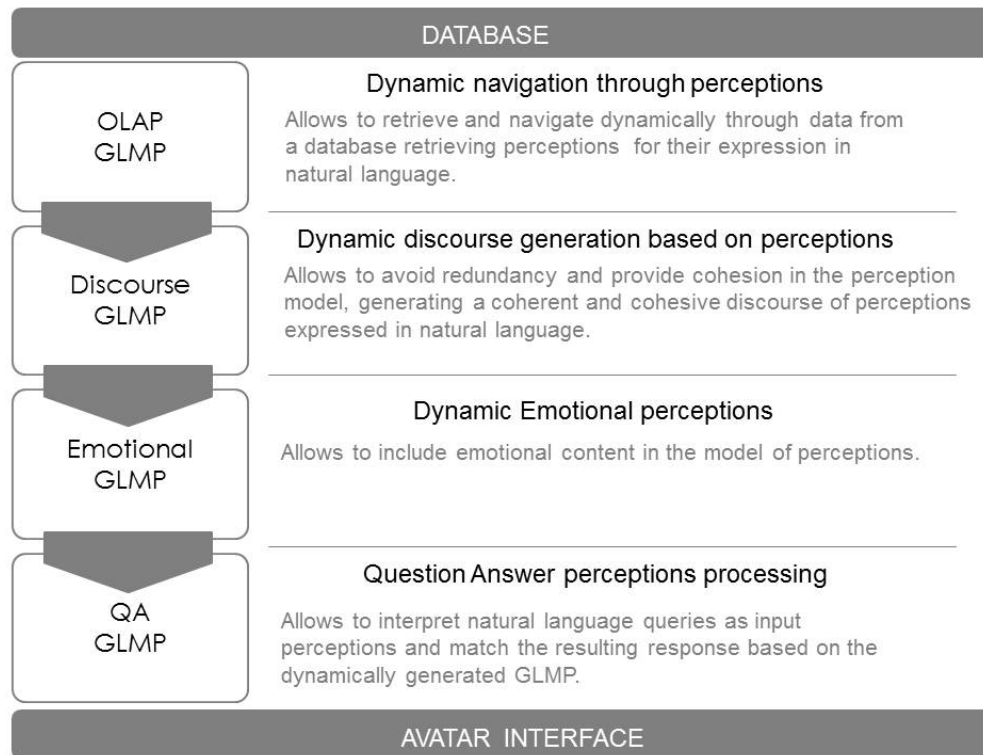 DATABASE
OLAP
GLMP
Dynamic navigation through perceptions
Allows to retrieve and navigate dynamically through data from
a database retrieving perceptions for their expression in
natural language.
Discourse
GLMP
Dynamic discourse generation based on perceptions
Allows to avoid redundancy and provide cohesion in the perception
model, generating a coherent and cohesive discourse of perceptions
expressed in natural language.
Emotional
GLMP
Dynamic Emotional perceptions
Allows to include emotional content in the model of perceptions.
QA
GLMP
Question Answer perceptions processing
Allows to interpret natural language queries as input
perceptions and match the resulting response based on the
dynamically generated GLMP.
AVATAR INTERFACE